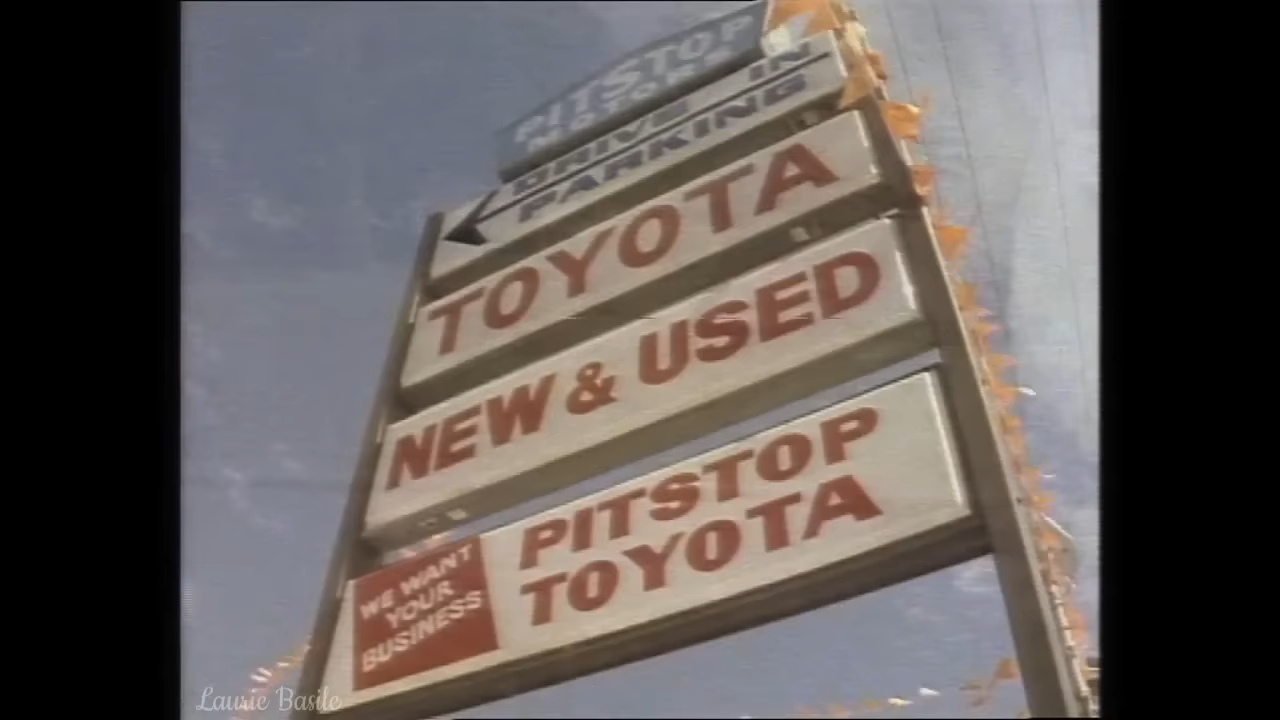 PITSTOP
MOTORS
DRIVE IN
PARKING
TOYOTA
NEW & USED
PITSTOP
TOYOTA
WE WANT
YOUR
BUSINESS
Laurie Basile